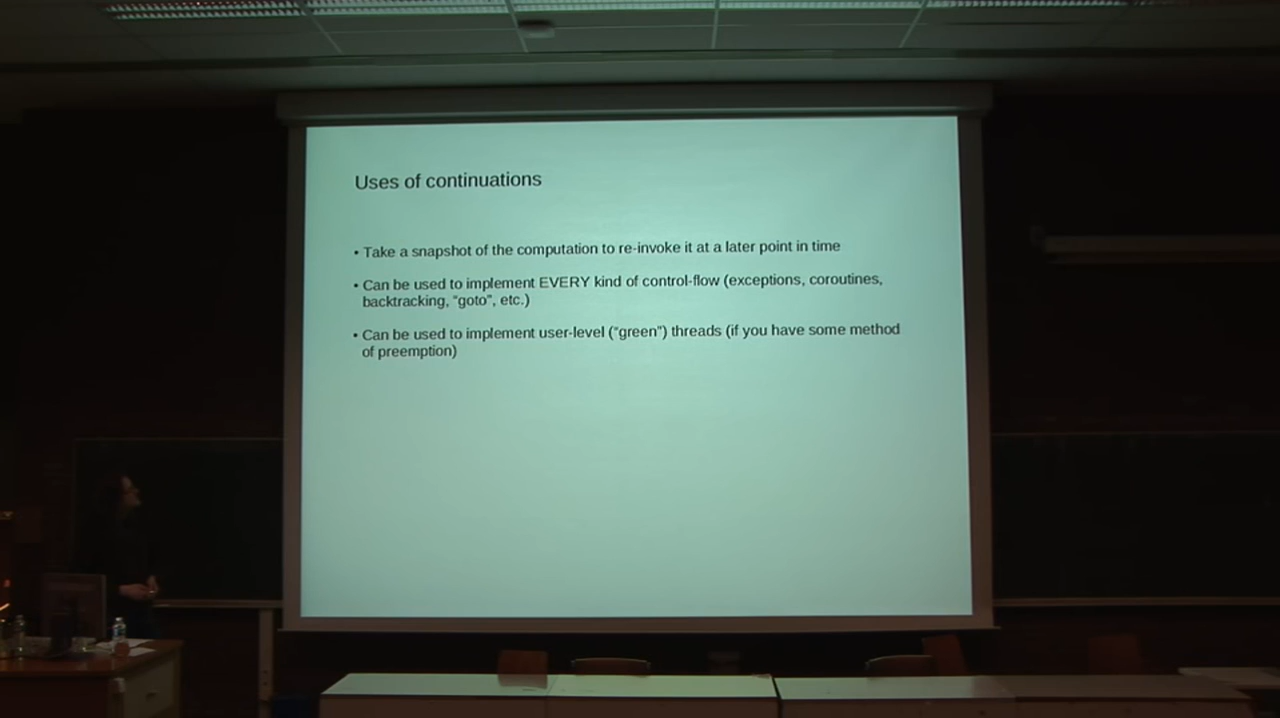 Uses of continuations
• Take a snapshot of the computation to re-invoke it at a later point in time
• Can be used to implement EVERY kind of control-flow (exceptions, coroutines,
backtracking, “goto”, etc.)
• Can be used to implement user-level (“green”) threads (if you have some method
of preemption)